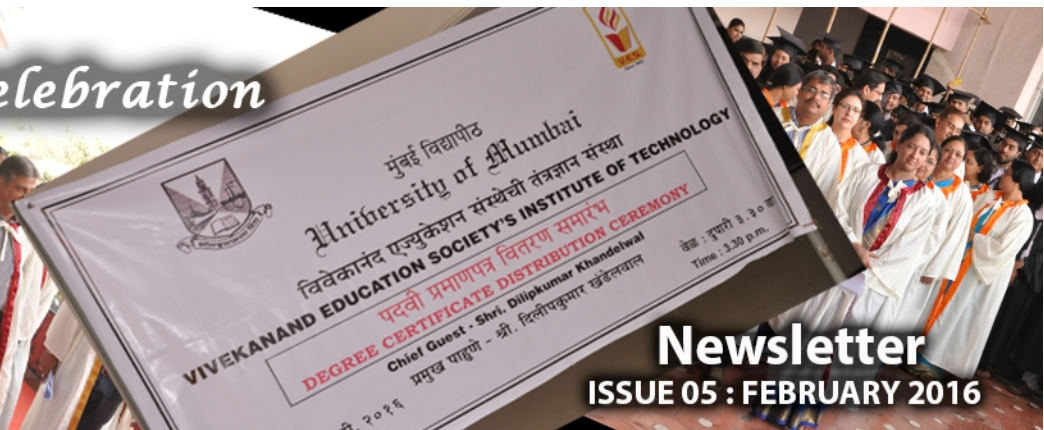 elebration
मुंबई विद्यापीठ
University of Mumbai
विवेकानंद एज्युकेशन संस्थेची तंत्रज्ञान संस्था
VIVEKANAND EDUCATION SOCIETY'S INSTITUTE OF TECHNOLOGY
पदवी प्रमाणपत्र वितरण समारंभ
DEGREE CERTIFICATE DISTRIBUTION CEREMONY
Chief Guest - Shri. Dilipkumar Khandelwal
प्रमुख पाहुणे - श्री. दिलीपकुमार खंडेलवाल
वेळ : दुपारी ३.३० वा
Time : 3.30 p.m.
२०१६
V.E.S.
Newsletter
ISSUE 05 : FEBRUARY 2016